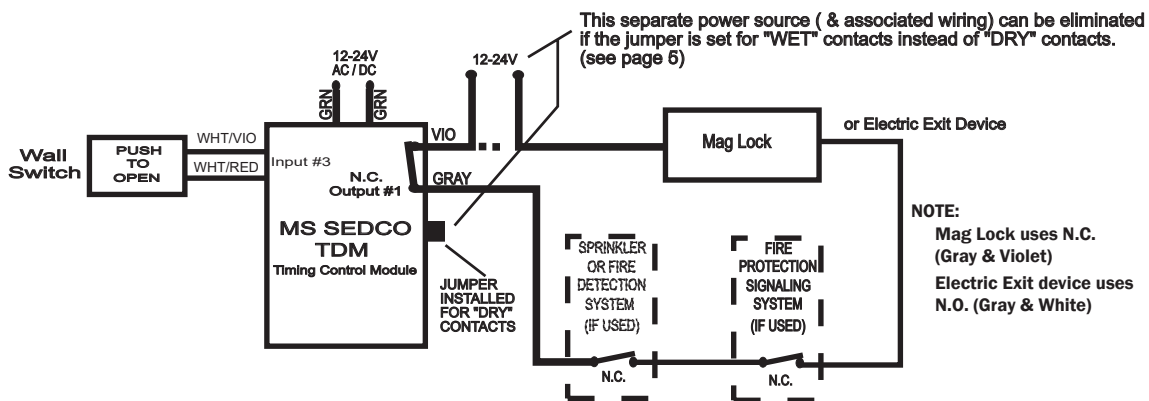 This separate power source ( & associated wiring) can be eliminated
if the jumper is set for "WET" contacts instead of "DRY" contacts.
(see page 5)
12-24V
AC / DC
12-24V
GRN
GRN
Wall
Switch
PUSH
TO
OPEN
WHT/VIO
WHT/RED
Input #3
N.C.
Output #1
VIO
GRAY
MS SEDCO
TDM
Timing Control Module
JUMPER
INSTALLED
FOR "DRY"
CONTACTS
Mag Lock
or Electric Exit Device
SPRINKLER
OR FIRE
DETECTION
SYSTEM
(IF USED)
N.C.
FIRE
PROTECTION
SIGNALING
SYSTEM
(IF USED)
N.C.
NOTE:
Mag Lock uses N.C.
(Gray & Violet)
Electric Exit device uses
N.O. (Gray & White)